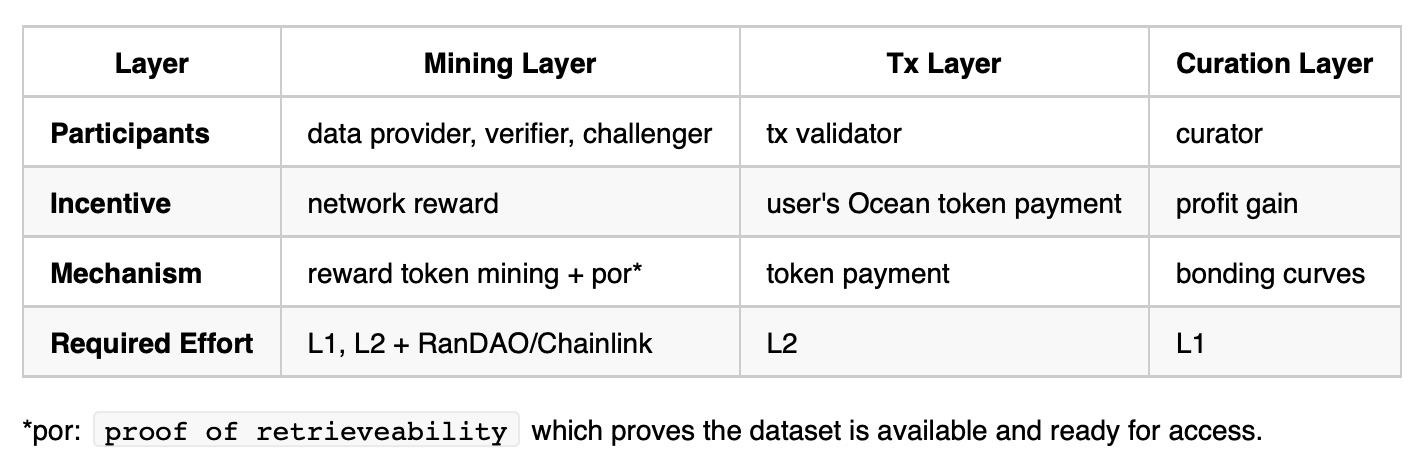 Layer Mining Layer Tx Layer Curation Layer
Participants data provider, verifier, challenger tx validator curator
Incentive network reward user's Ocean token payment profit gain
Mechanism reward token mining + por* token payment bonding curves
Required Effort L1, L2 + RanDAO/Chainlink L2 L1
*por: proof of retrieveability which proves the dataset is available and ready for access.